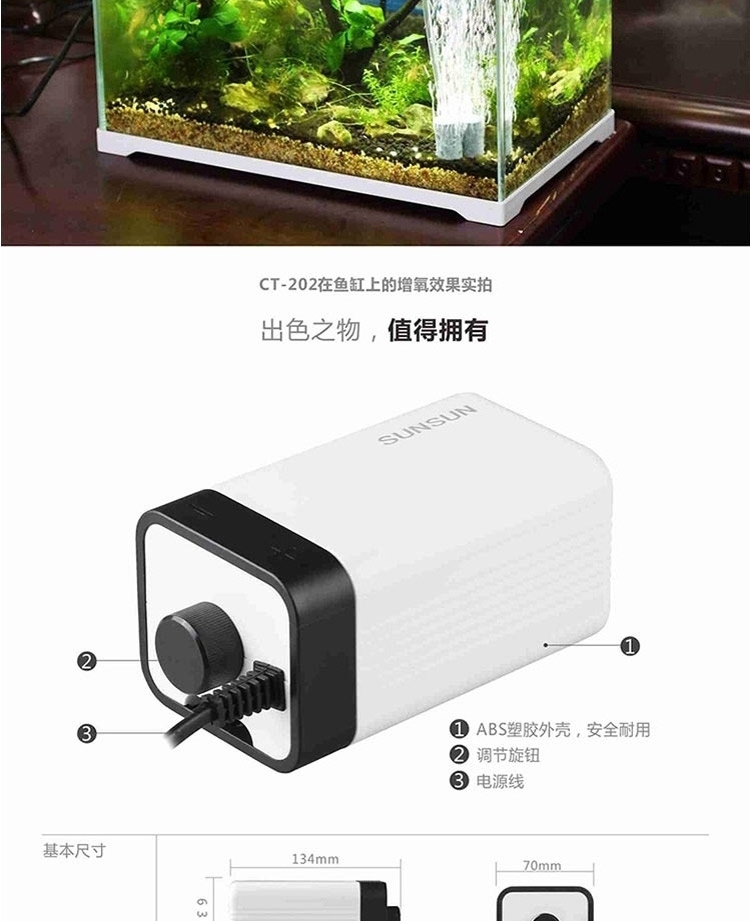 CT-202在鱼缸上的增氧效果实拍
出色之物，值得拥有
SUNSUN
2
1
3
1 ABS塑胶外壳，安全耐用
2 调节旋钮
3 电源线
基本尺寸
134mm
70mm
63